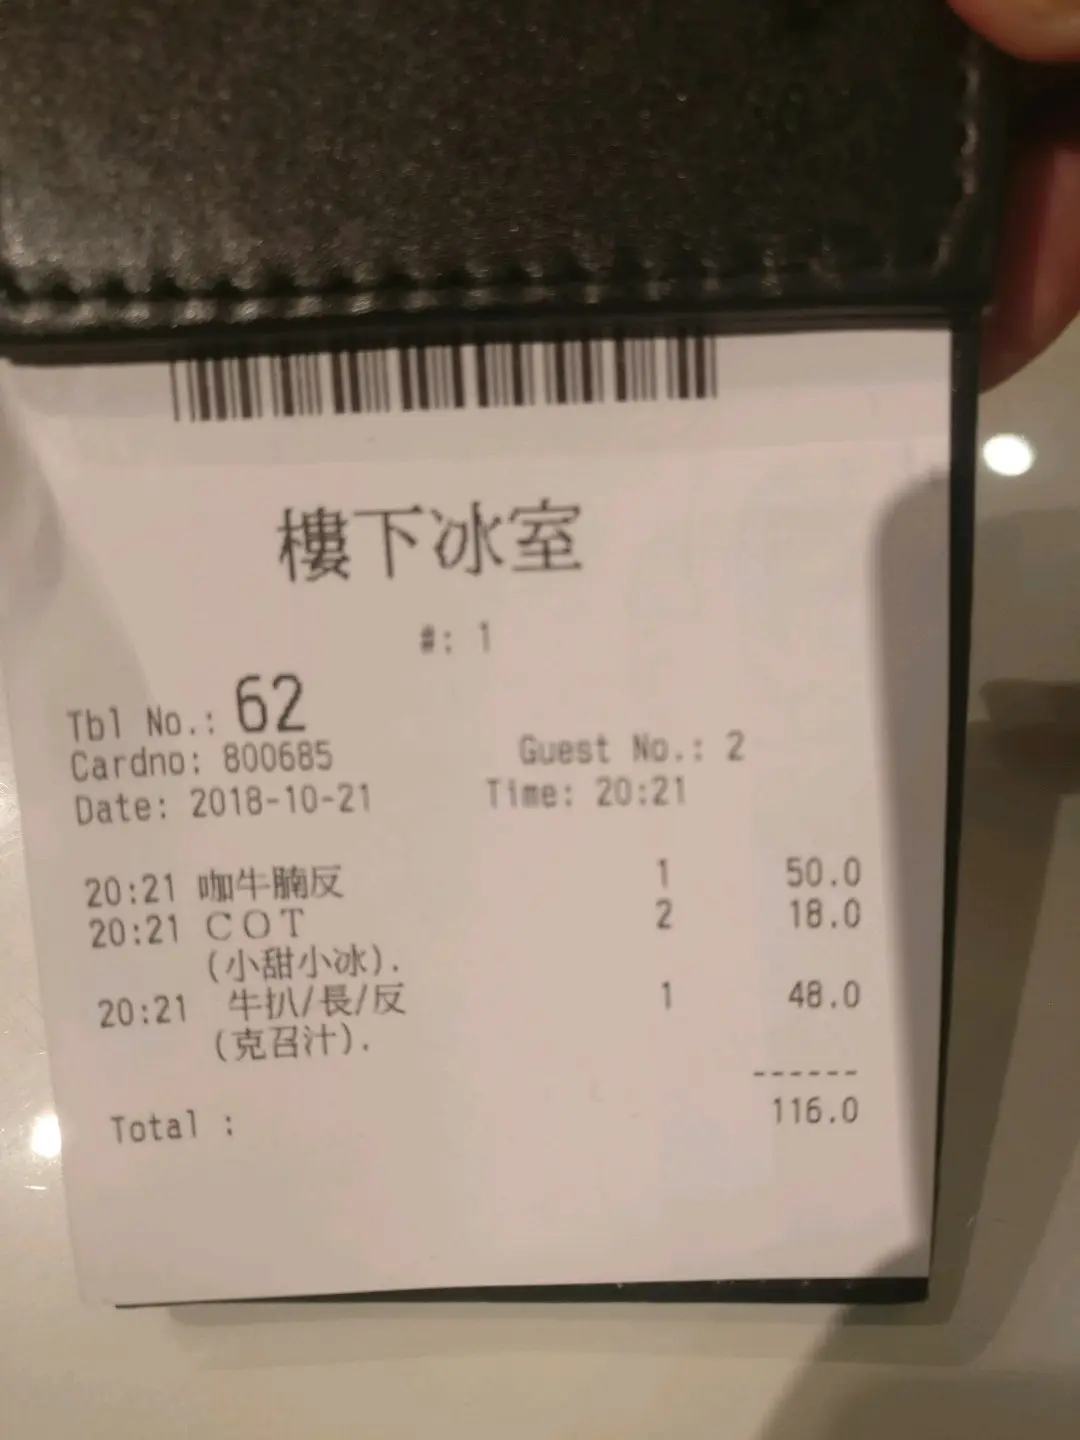 樓下冰室
#: 1
Tbl No.: 62
Cardno: 800685 Guest No.: 2
Date: 2018-10-21 Time: 20:21
20:21 咖牛腩反 1 50.0
20:21 COT 2 18.0
(小甜小冰).
20:21 牛扒/長/反 1 48.0
(克召汁).
------
Total : 116.0